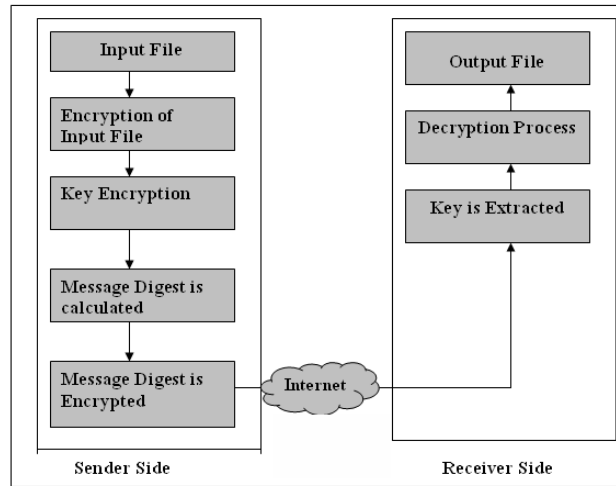 Input File
Encryption of
Input File
Key Encryption
Message Digest is
calculated
Message Digest is
Encrypted
Sender Side
Internet
Output File
Decryption Process
Key is Extracted
Receiver Side